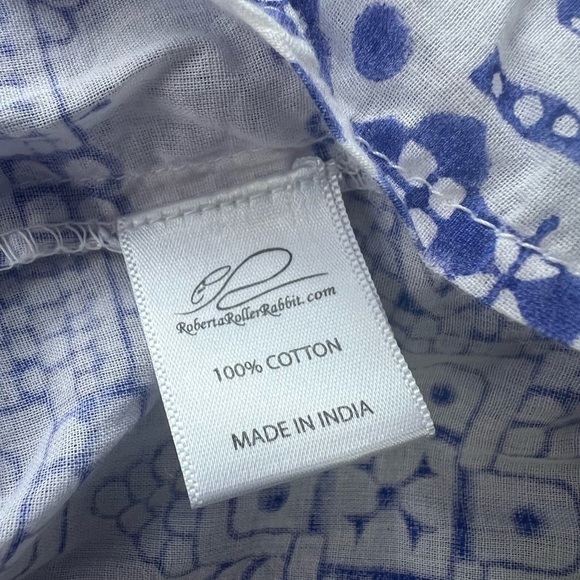 RobertaRollerRabbit.com
100% COTTON
MADE IN INDIA